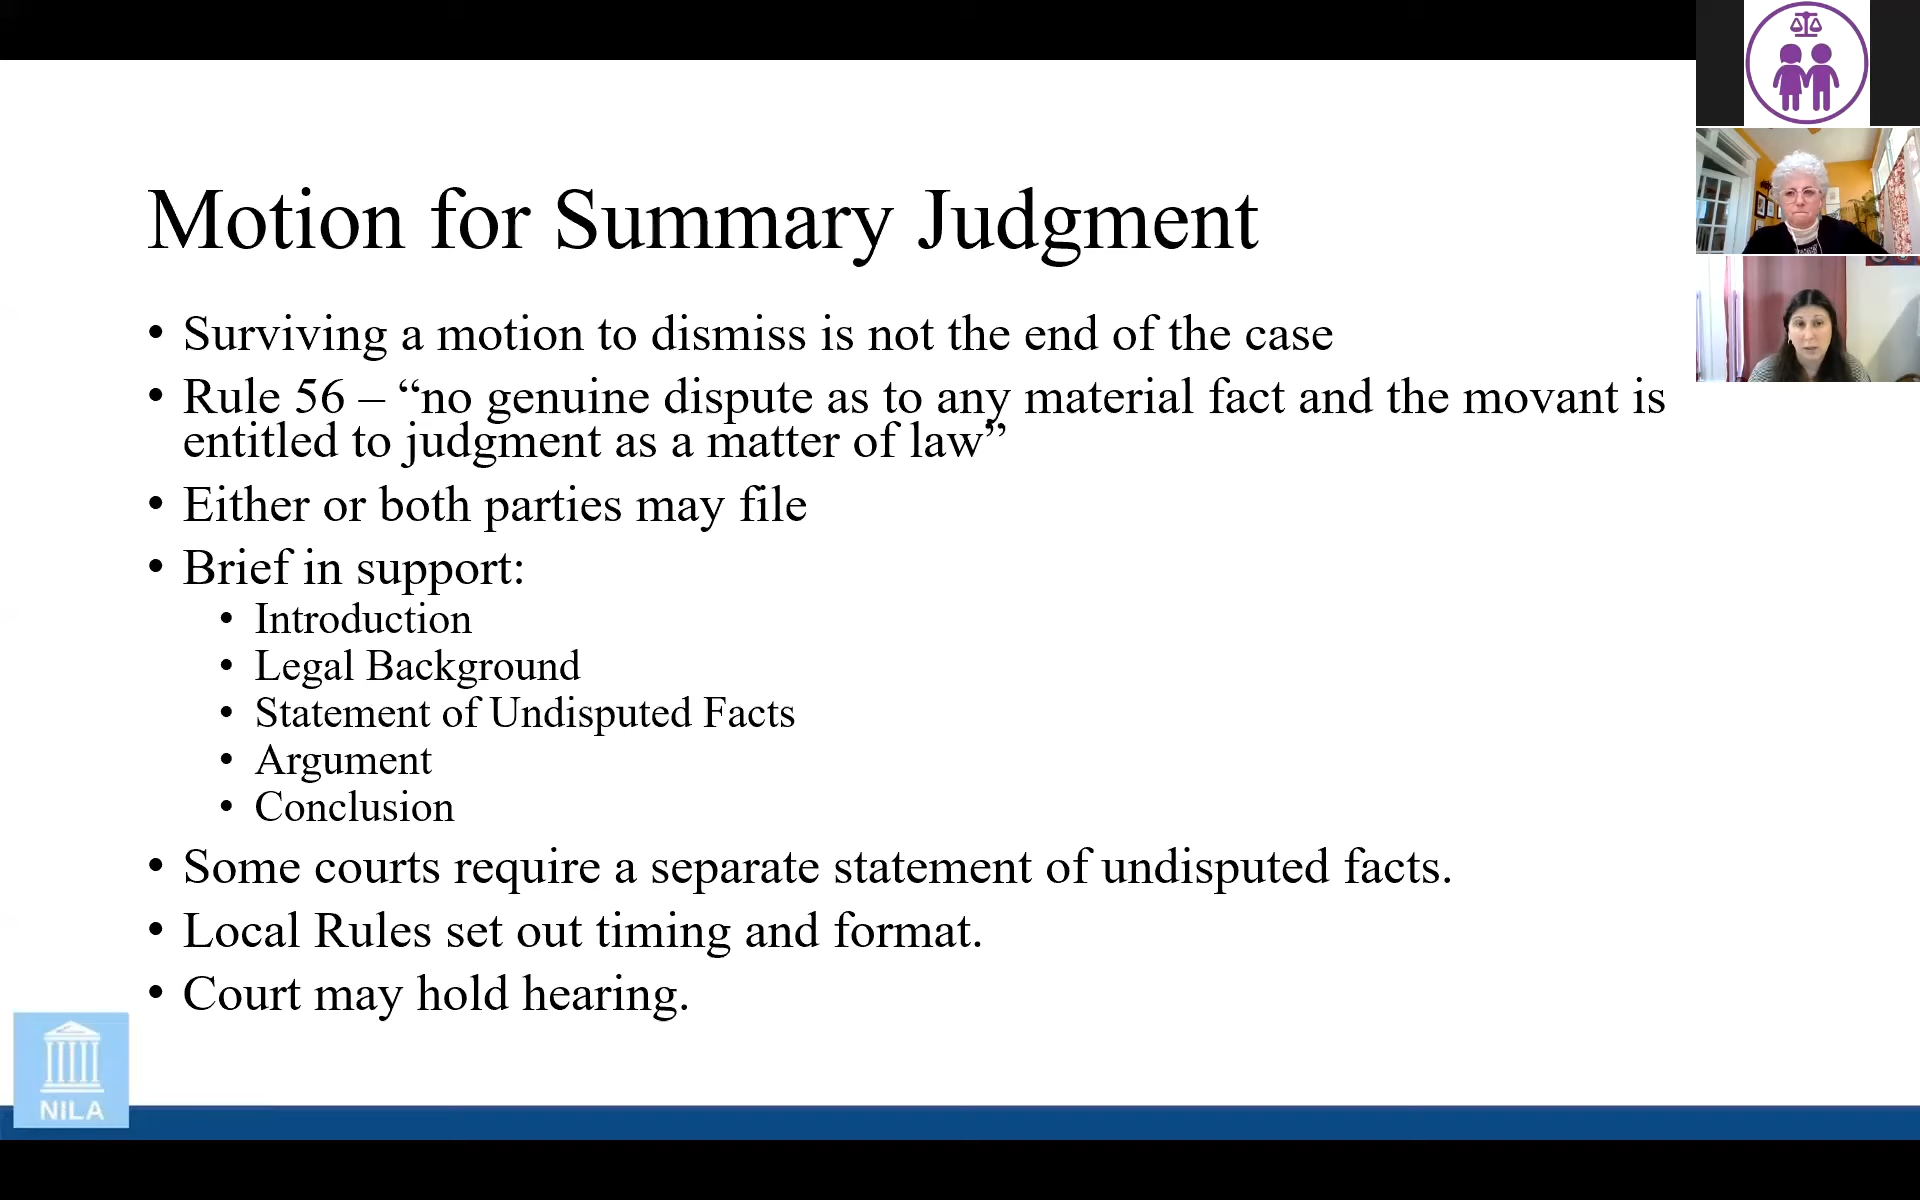 Motion for Summary Judgment
• Surviving a motion to dismiss is not the end of the case
• Rule 56 – “no genuine dispute as to any material fact and the movant is
entitled to judgment as a matter of law”
• Either or both parties may file
• Brief in support:
• Introduction
• Legal Background
• Statement of Undisputed Facts
• Argument
• Conclusion
• Some courts require a separate statement of undisputed facts.
• Local Rules set out timing and format.
• Court may hold hearing.
NILA